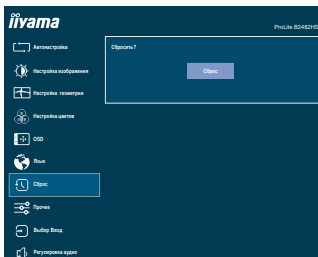 iiyama
ProLite B2482HS
Автонастройка
Сбросить?
Настройка изображения
Сброс
Настройка геометрии
Настройка цветов
OSD
Язык
Сброс
Прочее
Выбор Вход
Регулеровка аудио